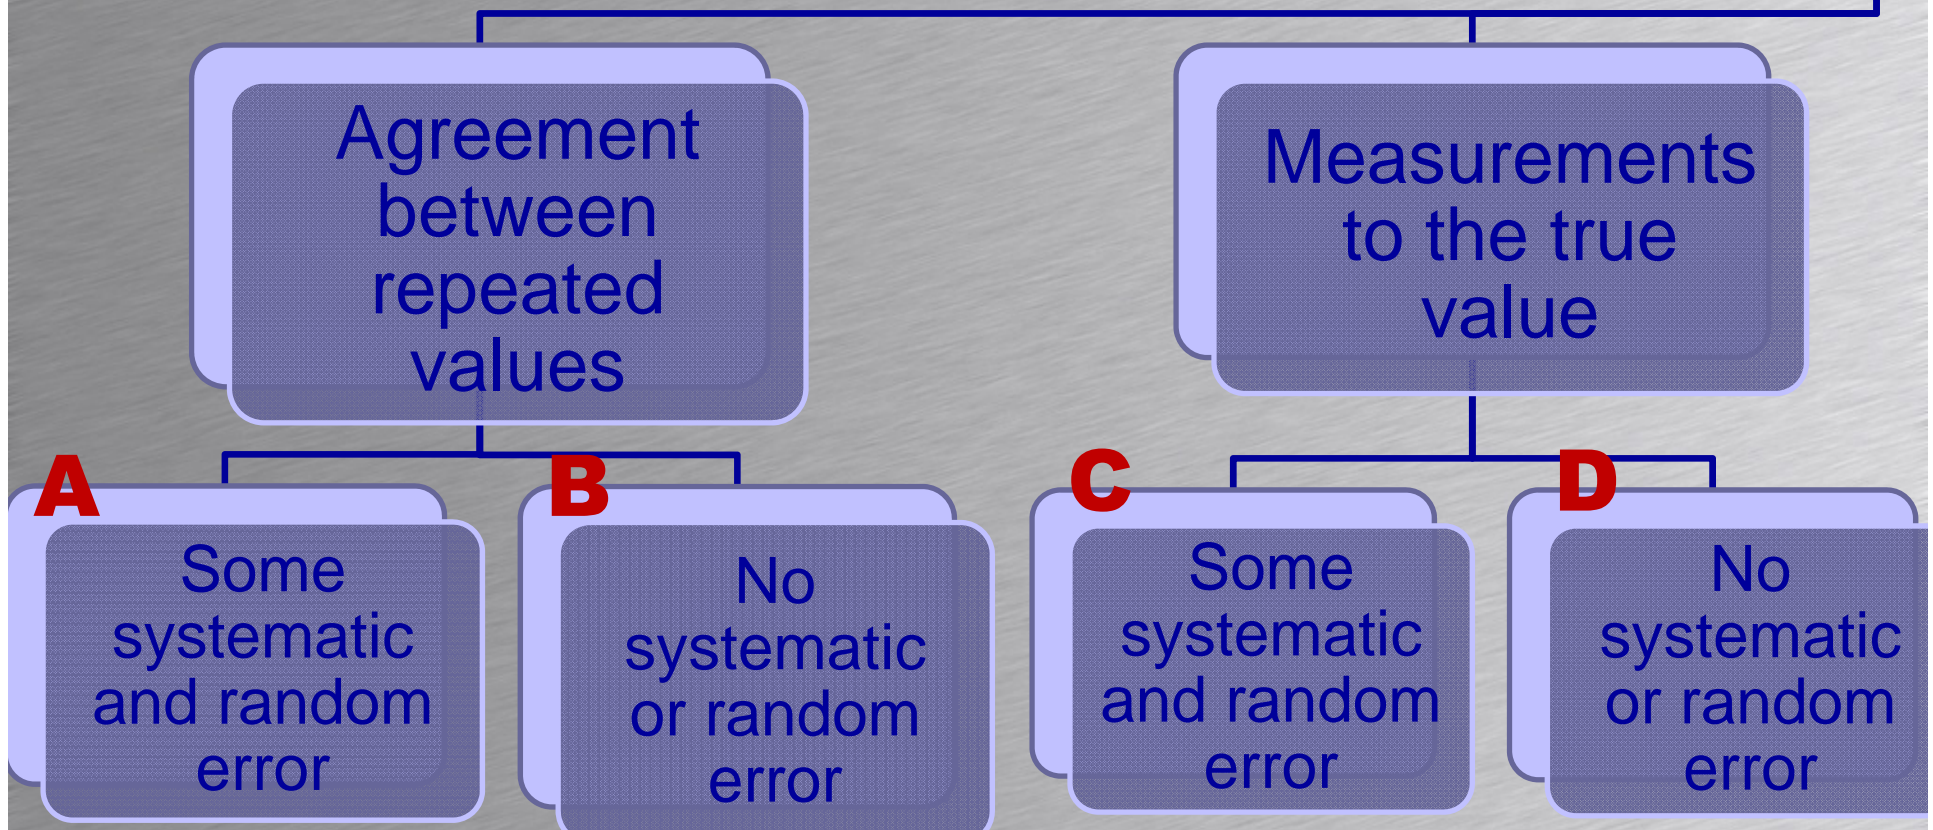 Agreement
between
repeated
values
Measurements
to the true
value
A
Some
systematic
and random
error
B
No
systematic
or random
error
C
Some
systematic
and random
error
D
No
systematic
or random
error